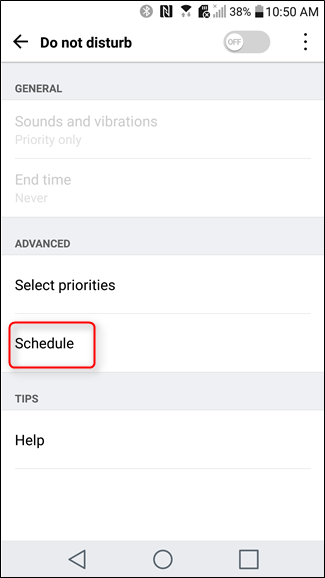 38% 10:50 AM
Do not disturb OFF
GENERAL
Sounds and vibrations
Priority only
End time
Never
ADVANCED
Select priorities
Schedule
TIPS
Help